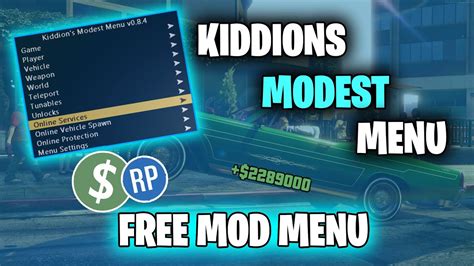 Kiddion's Modest Menu v0.8.4
Game
Player
Vehicle
Weapon
World
Teleport
Tunables
Unlocks
Online Services
Online Vehicle Spawn
Online Protection
Menu Settings
KIDDIONS
MODEST
MENU
+$2289000
$
RP
FREE MOD MENU